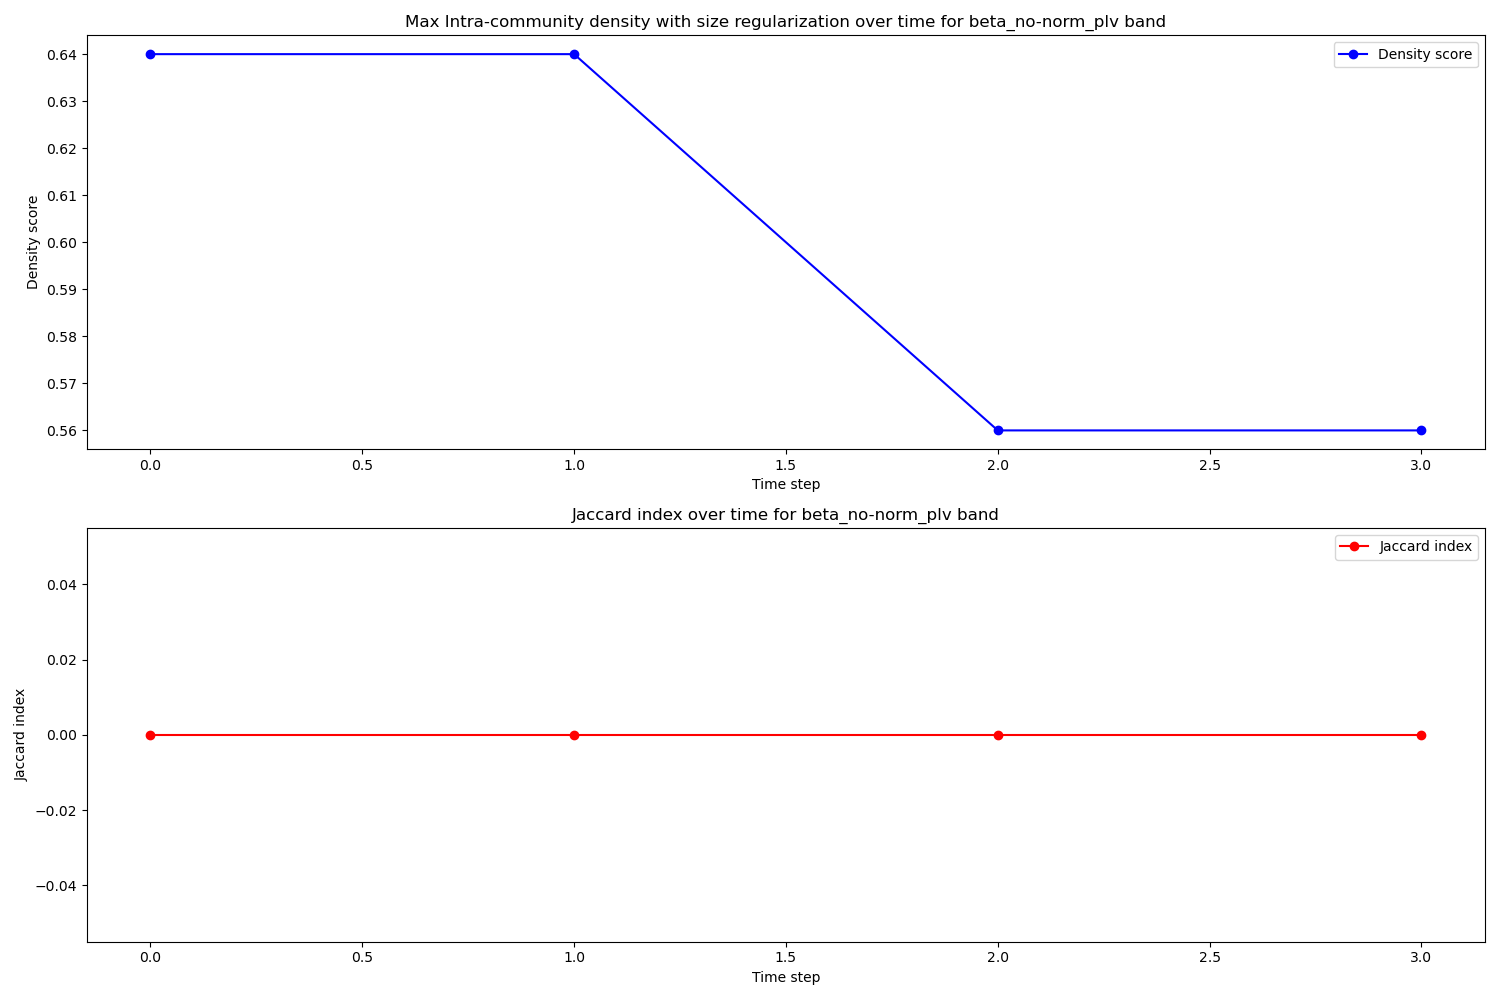 Max Intra-community density with size regularization over time for beta_no-norm_plv band
Density score
0.64
0.63
0.62
0.61
0.60
0.59
0.58
0.57
0.56
Density score
0.0 0.5 1.0 1.5 2.0 2.5 3.0
Time step
Jaccard index over time for beta_no-norm_plv band
Jaccard index
0.04
0.02
0.00
−0.02
−0.04
Jaccard index
0.0 0.5 1.0 1.5 2.0 2.5 3.0
Time step